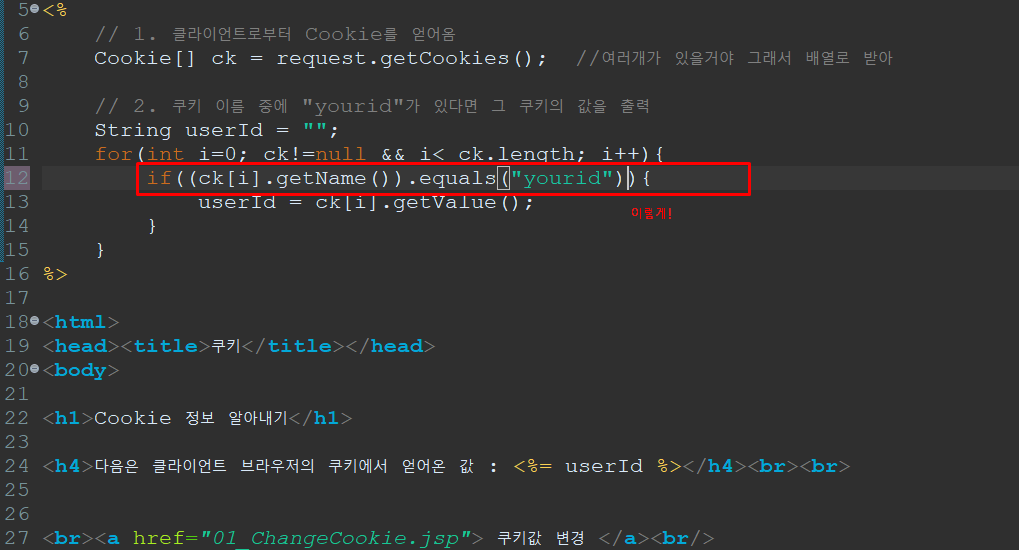 5 <%
6 // 1. 클라이언트로부터 Cookie를 얻어옴
7 Cookie[] ck = request.getCookies(); //여러개가 있을거야 그래서 배열로 받아
8
9 // 2. 쿠키 이름 중에 "yourid"가 있다면 그 쿠키의 값을 출력
10 String userId = "";
11 for(int i=0; ck!=null && i< ck.length; i++){
12 if((ck[i].getName()).equals("yourid")){
13 userId = ck[i].getValue();
이렇게!
14 }
15 }
16 %>
17
18 <html>
19 <head><title>쿠키</title></head>
20 <body>
21
22 <h1>Cookie 정보 알아내기</h1>
23
24 <h4>다음은 클라이언트 브라우저의 쿠키에서 얻어온 값 : <%= userId %></h4><br><br>
25
26
27 <br><a href="01_ChangeCookie.jsp"> 쿠키값 변경 </a><br/>